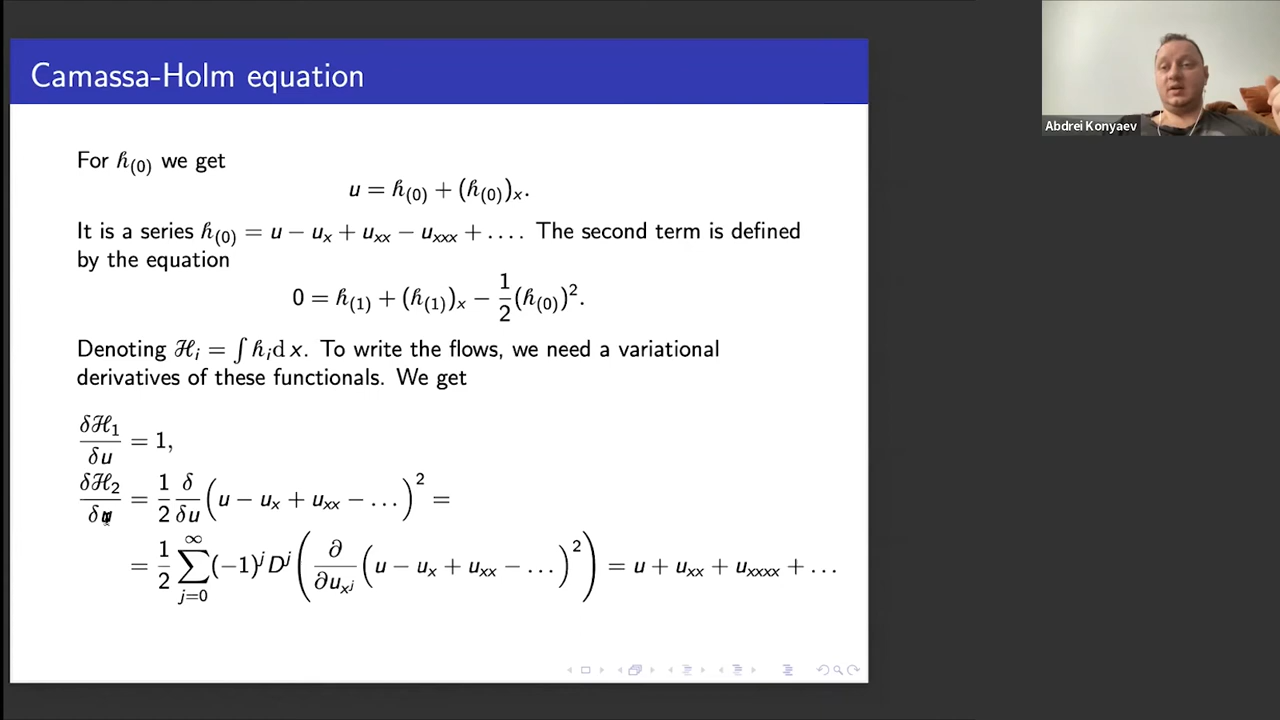 Camassa-Holm equation
Abdrei Konyaev
For ℏ₍₀₎ we get
u = ℏ₍₀₎ + (ℏ₍₀₎)ₓ.
It is a series ℏ₍₀₎ = u − uₓ + uₓₓ − uₓₓₓ + . . . . The second term is defined
by the equation
0 = ℏ₍₁₎ + (ℏ₍₁₎)ₓ − 1/2 (ℏ₍₀₎)².
Denoting ℋᵢ = ∫ ℏᵢ d x. To write the flows, we need a variational
derivatives of these functionals. We get
δℋ₁/δu = 1,
δℋ₂/δu = 1/2 δ/δu (u − uₓ + uₓₓ − . . .)² =
= 1/2 ∑_{j=0}^{∞} (−1)ʲ Dʲ (∂/∂u_{xʲ} (u − uₓ + uₓₓ − . . .)²) = u + uₓₓ + uₓₓₓₓ + . . .